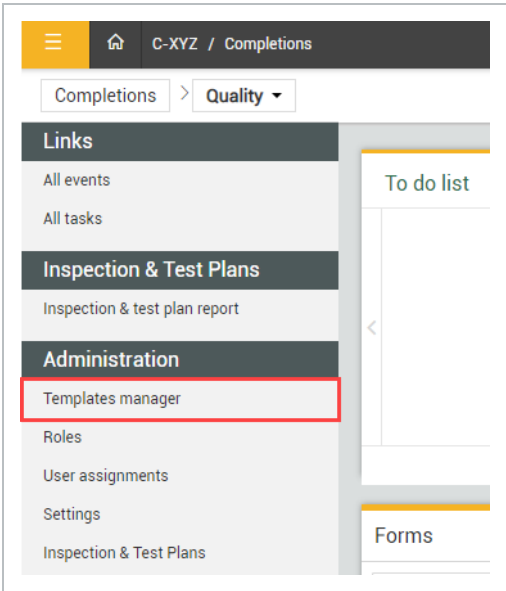 C-XYZ / Completions
Completions > Quality
Links
All events
All tasks
Inspection & Test Plans
Inspection & test plan report
Administration
Templates manager
Roles
User assignments
Settings
Inspection & Test Plans
To do list
Forms